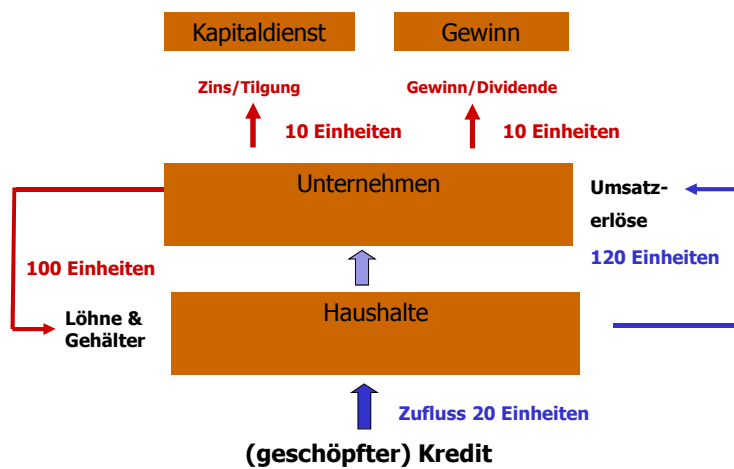 Kapitaldienst
Gewinn
Zins/Tilgung
Gewinn/Dividende
10 Einheiten
10 Einheiten
Unternehmen
Umsatz-
erlöse
100 Einheiten
120 Einheiten
Löhne &
Gehälter
Haushalte
Zufluss 20 Einheiten
(geschöpfter) Kredit